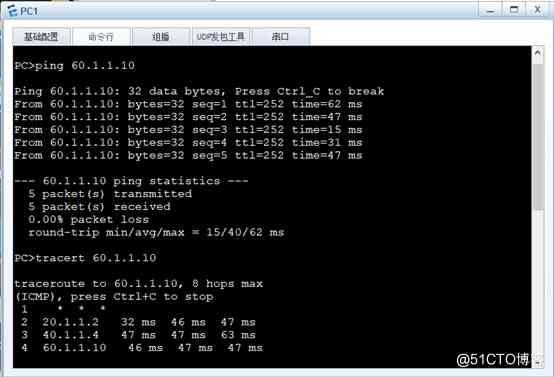 PC1
基础配置 命令行 组播 UDP发包工具 串口
PC>ping 60.1.1.10
Ping 60.1.1.10: 32 data bytes, Press Ctrl_C to break
From 60.1.1.10: bytes=32 seq=1 ttl=252 time=62 ms
From 60.1.1.10: bytes=32 seq=2 ttl=252 time=47 ms
From 60.1.1.10: bytes=32 seq=3 ttl=252 time=15 ms
From 60.1.1.10: bytes=32 seq=4 ttl=252 time=31 ms
From 60.1.1.10: bytes=32 seq=5 ttl=252 time=47 ms
--- 60.1.1.10 ping statistics ---
5 packet(s) transmitted
5 packet(s) received
0.00% packet loss
round-trip min/avg/max = 15/40/62 ms
PC>tracert 60.1.1.10
traceroute to 60.1.1.10, 8 hops max
(ICMP), press Ctrl+C to stop
1 * * *
2 20.1.1.2 32 ms 46 ms 47 ms
3 40.1.1.4 47 ms 47 ms 63 ms
4 60.1.1.10 46 ms 47 ms 47 ms
@51CTO博客